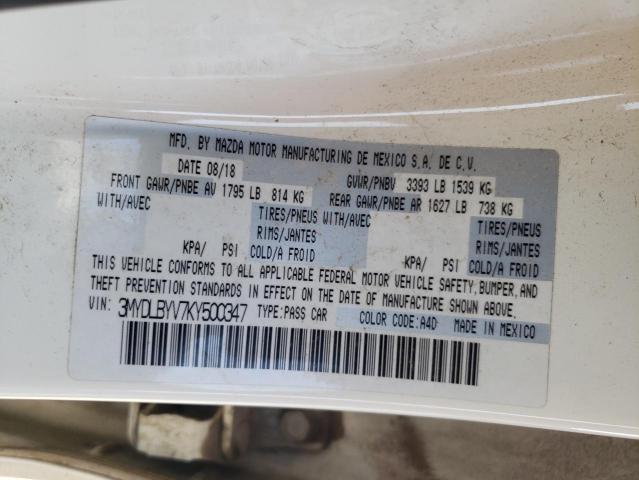 MFD. BY MAZDA MOTOR MANUFACTURING DE MEXICO S.A. DE C.V.
DATE 08/18 GVWR/PNBV 3393 LB 1539 KG
FRONT GAWR/PNBE AV 1795 LB 814 KG REAR GAWR/PNBE AR 1627 LB 738 KG
WITH/AVEC TIRES/PNEUS WITH/AVEC TIRES/PNEUS
RIMS/JANTES RIMS/JANTES
KPA/ PSI COLD/A FROID KPA/ PSI COLD/A FROID
THIS VEHICLE CONFORMS TO ALL APPLICABLE FEDERAL MOTOR VEHICLE SAFETY, BUMPER, AND
THEFT PREVENTION STANDARDS IN EFFECT ON THE DATE OF MANUFACTURE SHOWN ABOVE.
VIN: 3MYDLBYV7KY500347 TYPE: PASS CAR COLOR CODE: A4D MADE IN MEXICO